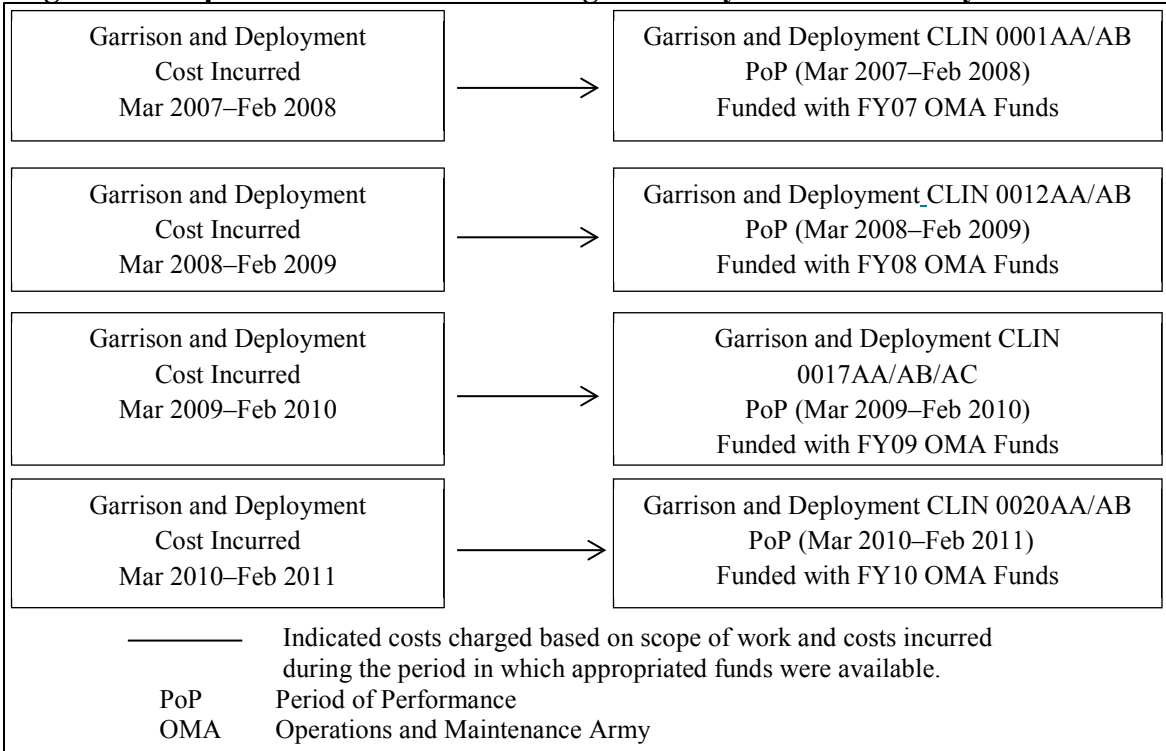 Garrison and Deployment
Cost Incurred
Mar 2007–Feb 2008
Garrison and Deployment CLIN 0001AA/AB
PoP (Mar 2007–Feb 2008)
Funded with FY07 OMA Funds
Garrison and Deployment
Cost Incurred
Mar 2008–Feb 2009
Garrison and Deployment CLIN 0012AA/AB
PoP (Mar 2008–Feb 2009)
Funded with FY08 OMA Funds
Garrison and Deployment
Cost Incurred
Mar 2009–Feb 2010
Garrison and Deployment CLIN
0017AA/AB/AC
PoP (Mar 2009–Feb 2010)
Funded with FY09 OMA Funds
Garrison and Deployment
Cost Incurred
Mar 2010–Feb 2011
Garrison and Deployment CLIN 0020AA/AB
PoP (Mar 2010–Feb 2011)
Funded with FY10 OMA Funds
Indicated costs charged based on scope of work and costs incurred
during the period in which appropriated funds were available.
PoP Period of Performance
OMA Operations and Maintenance Army